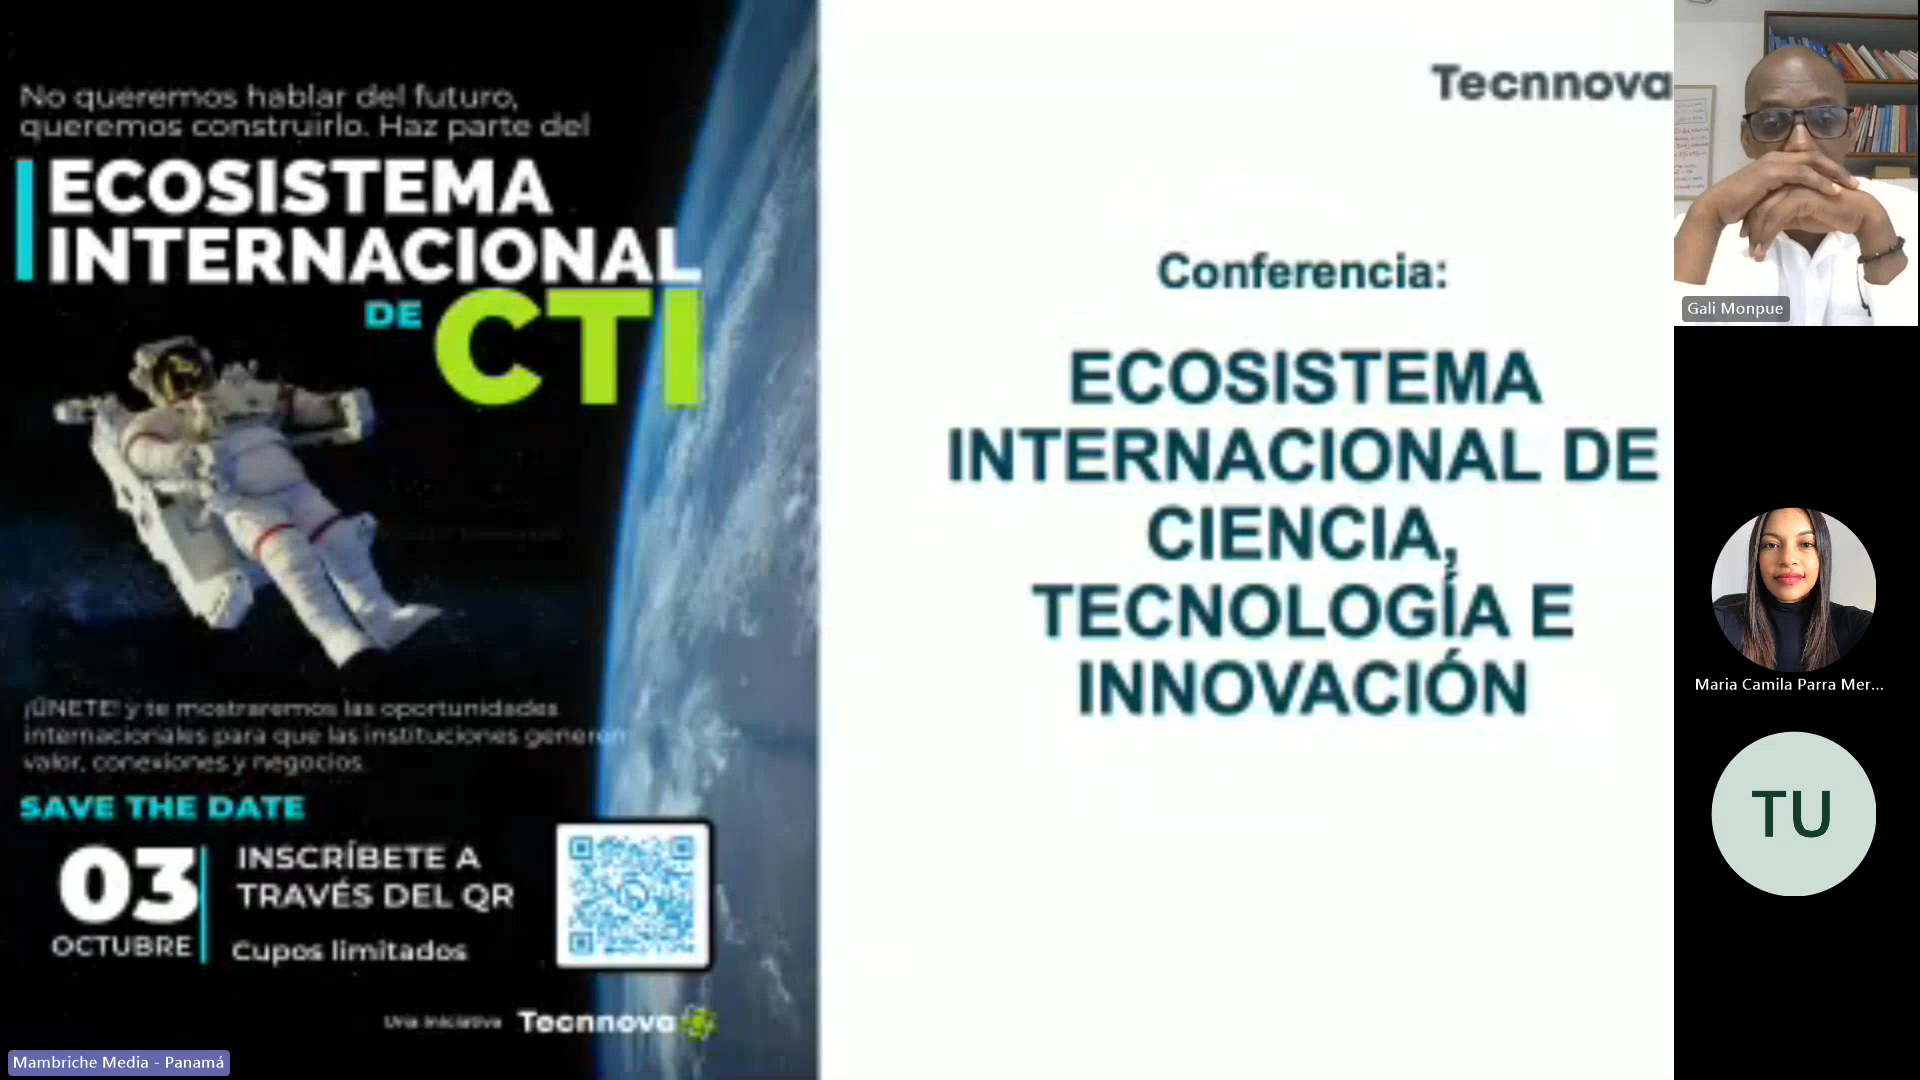 No queremos hablar del futuro,
queremos construirlo. Haz parte del
ECOSISTEMA
INTERNACIONAL
DE CTI
¡ÚNETE! y te mostraremos las oportunidades
internacionales para que las instituciones generen
valor, conexiones y negocios.
SAVE THE DATE
03
OCTUBRE
INSCRÍBETE A
TRAVÉS DEL QR
Cupos limitados
Una iniciativa Tecnnova
Mambriche Media - Panamá
Tecnnova
Conferencia:
ECOSISTEMA
INTERNACIONAL DE
CIENCIA,
TECNOLOGÍA E
INNOVACIÓN
Gali Monpue
Maria Camila Parra Mer...
TU